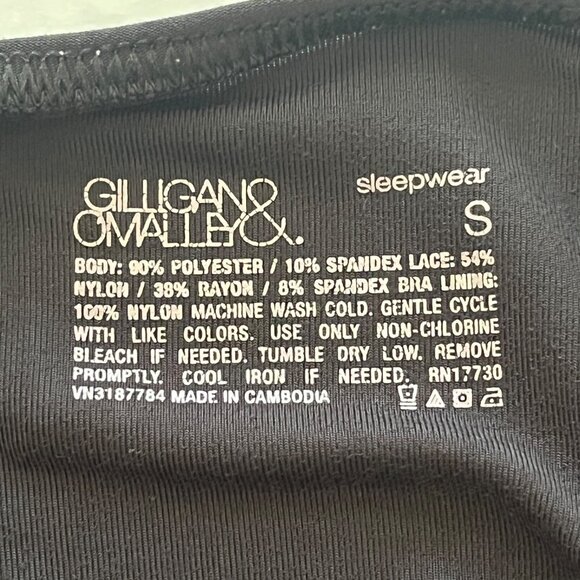 GILLIGAN &
O'MALLEY.
sleepwear
S
BODY: 90% POLYESTER / 10% SPANDEX LACE: 54%
NYLON / 38% RAYON / 8% SPANDEX BRA LINING:
100% NYLON MACHINE WASH COLD. GENTLE CYCLE
WITH LIKE COLORS. USE ONLY NON-CHLORINE
BLEACH IF NEEDED. TUMBLE DRY LOW. REMOVE
PROMPTLY. COOL IRON IF NEEDED. RN17730
VN3187784 MADE IN CAMBODIA